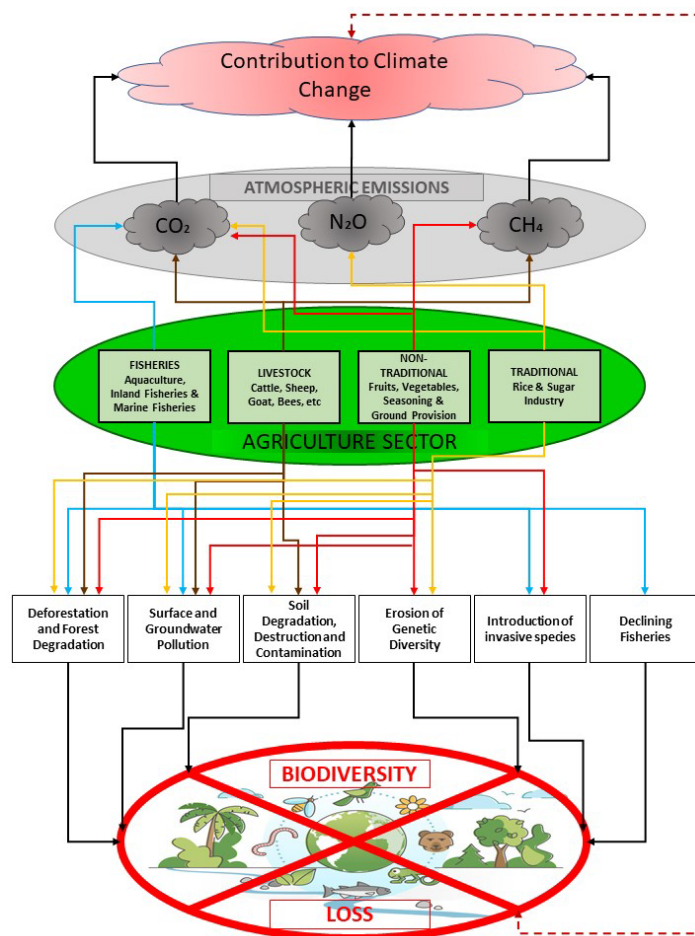 Contribution to Climate
Change
ATMOSPHERIC EMISSIONS
CO₂
N₂O
CH₄
FISHERIES
Aquaculture,
Inland Fisheries &
Marine Fisheries
LIVESTOCK
Cattle, Sheep,
Goat, Bees, etc
NON-
TRADITIONAL
Fruits, Vegetables,
Seasoning &
Ground Provision
TRADITIONAL
Rice & Sugar
Industry
AGRICULTURE SECTOR
Deforestation
and Forest
Degradation
Surface and
Groundwater
Pollution
Soil
Degradation,
Destruction and
Contamination
Erosion of
Genetic
Diversity
Introduction of
invasive species
Declining
Fisheries
BIODIVERSITY
LOSS